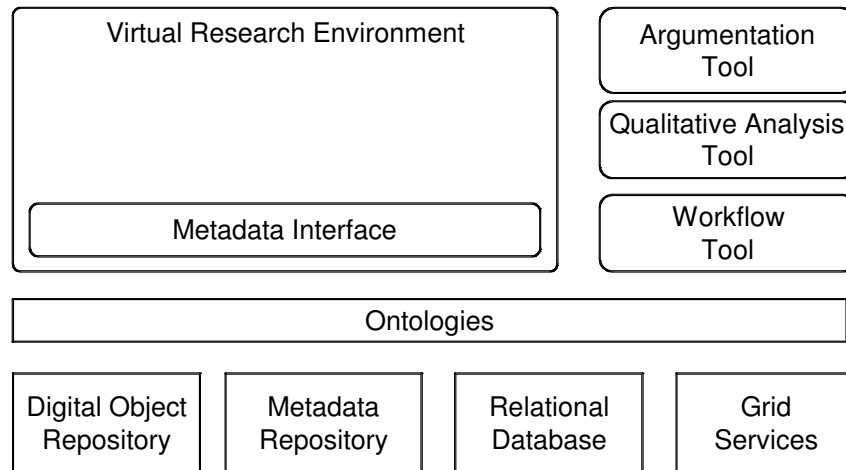 Virtual Research Environment
Metadata Interface
Argumentation
Tool
Qualitative Analysis
Tool
Workflow
Tool
Ontologies
Digital Object
Repository
Metadata
Repository
Relational
Database
Grid
Services